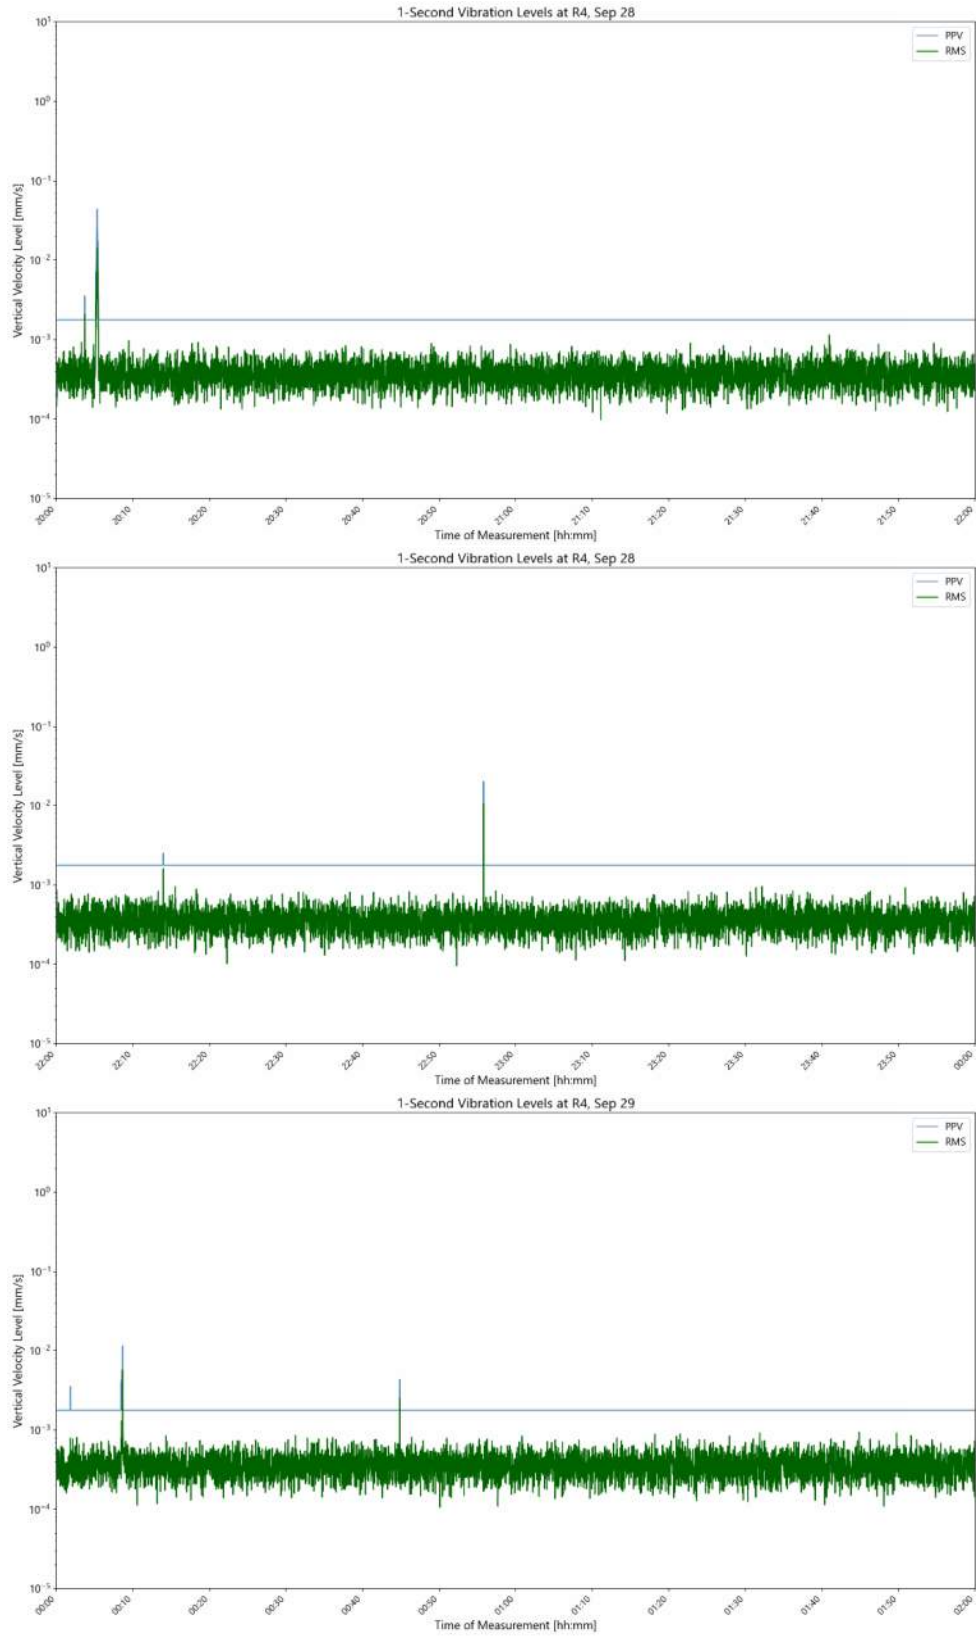 1-Second Vibration Levels at R4, Sep 28
PPV
RMS
10¹
10⁰
10⁻¹
10⁻²
10⁻³
10⁻⁴
10⁻⁵
Vertical Velocity Level [mm/s]
20:00 20:10 20:20 20:30 20:40 20:50 21:00 21:10 21:20 21:30 21:40 21:50 22:00
Time of Measurement [hh:mm]
1-Second Vibration Levels at R4, Sep 28
PPV
RMS
10¹
10⁰
10⁻¹
10⁻²
10⁻³
10⁻⁴
10⁻⁵
Vertical Velocity Level [mm/s]
22:00 22:10 22:20 22:30 22:40 22:50 23:00 23:10 23:20 23:30 23:40 23:50 00:00
Time of Measurement [hh:mm]
1-Second Vibration Levels at R4, Sep 29
PPV
RMS
10¹
10⁰
10⁻¹
10⁻²
10⁻³
10⁻⁴
10⁻⁵
Vertical Velocity Level [mm/s]
00:00 00:10 00:20 00:30 00:40 00:50 01:00 01:10 01:20 01:30 01:40 01:50 02:00
Time of Measurement [hh:mm]